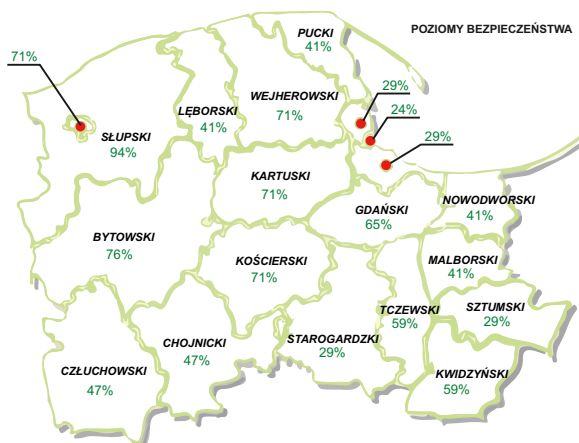 POZIOMY BEZPIECZEŃSTWA
PUCKI
41%
71%
29%
24%
29%
WEJHEROWSKI
71%
LĘBORSKI
41%
SŁUPSKI
94%
KARTUSKI
71%
GDAŃSKI
65%
NOWODWORSKI
41%
BYTOWSKI
76%
KOŚCIERSKI
71%
MALBORSKI
41%
SZTUMSKI
29%
TCZEWSKI
59%
STAROGARDZKI
29%
CHOJNICKI
47%
CZŁUCHOWSKI
47%
KWIDZYŃSKI
59%